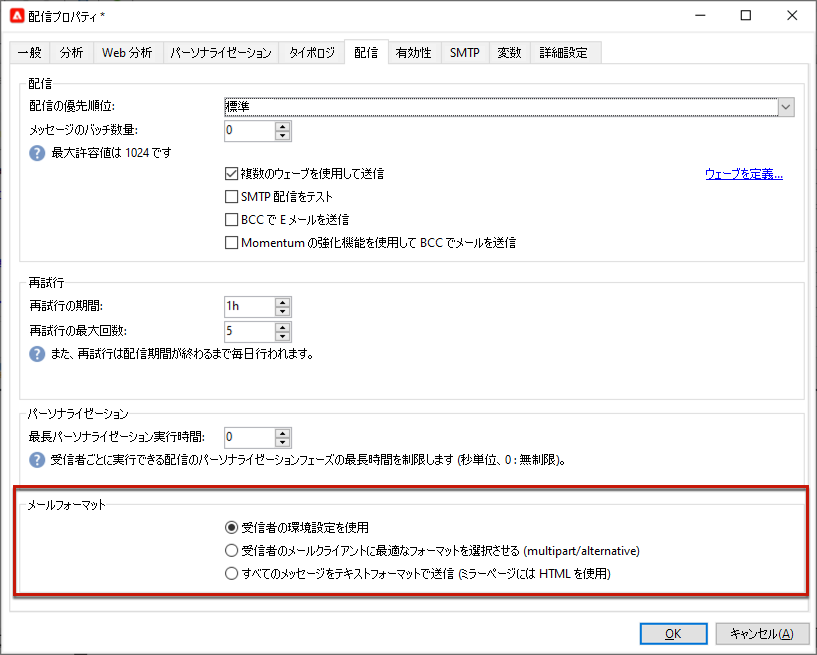 配信プロパティ *
一般 分析 Web 分析 パーソナライゼーション タイポロジ 配信 有効性 SMTP 変数 詳細設定
配信
配信の優先順位: 標準
メッセージのバッチ数量: 0
? 最大許容値は 1024 です
複数のウェーブを使用して送信 ウェーブを定義...
SMTP 配信をテスト
BCC で E メールを送信
Momentum の強化機能を使用して BCC でメールを送信
再試行
再試行の期間: 1h
再試行の最大回数: 5
? また、再試行は配信期間が終わるまで毎日行われます。
パーソナライゼーション
最長パーソナライゼーション実行時間: 0
? 受信者ごとに実行できる配信のパーソナライゼーションフェーズの最長時間を制限します (秒単位、0 : 無制限)。
メールフォーマット
受信者の環境設定を使用
受信者のメールクライアントに最適なフォーマットを選択させる (multipart/alternative)
すべてのメッセージをテキストフォーマットで送信 (ミラーページには HTML を使用)
OK キャンセル(A)